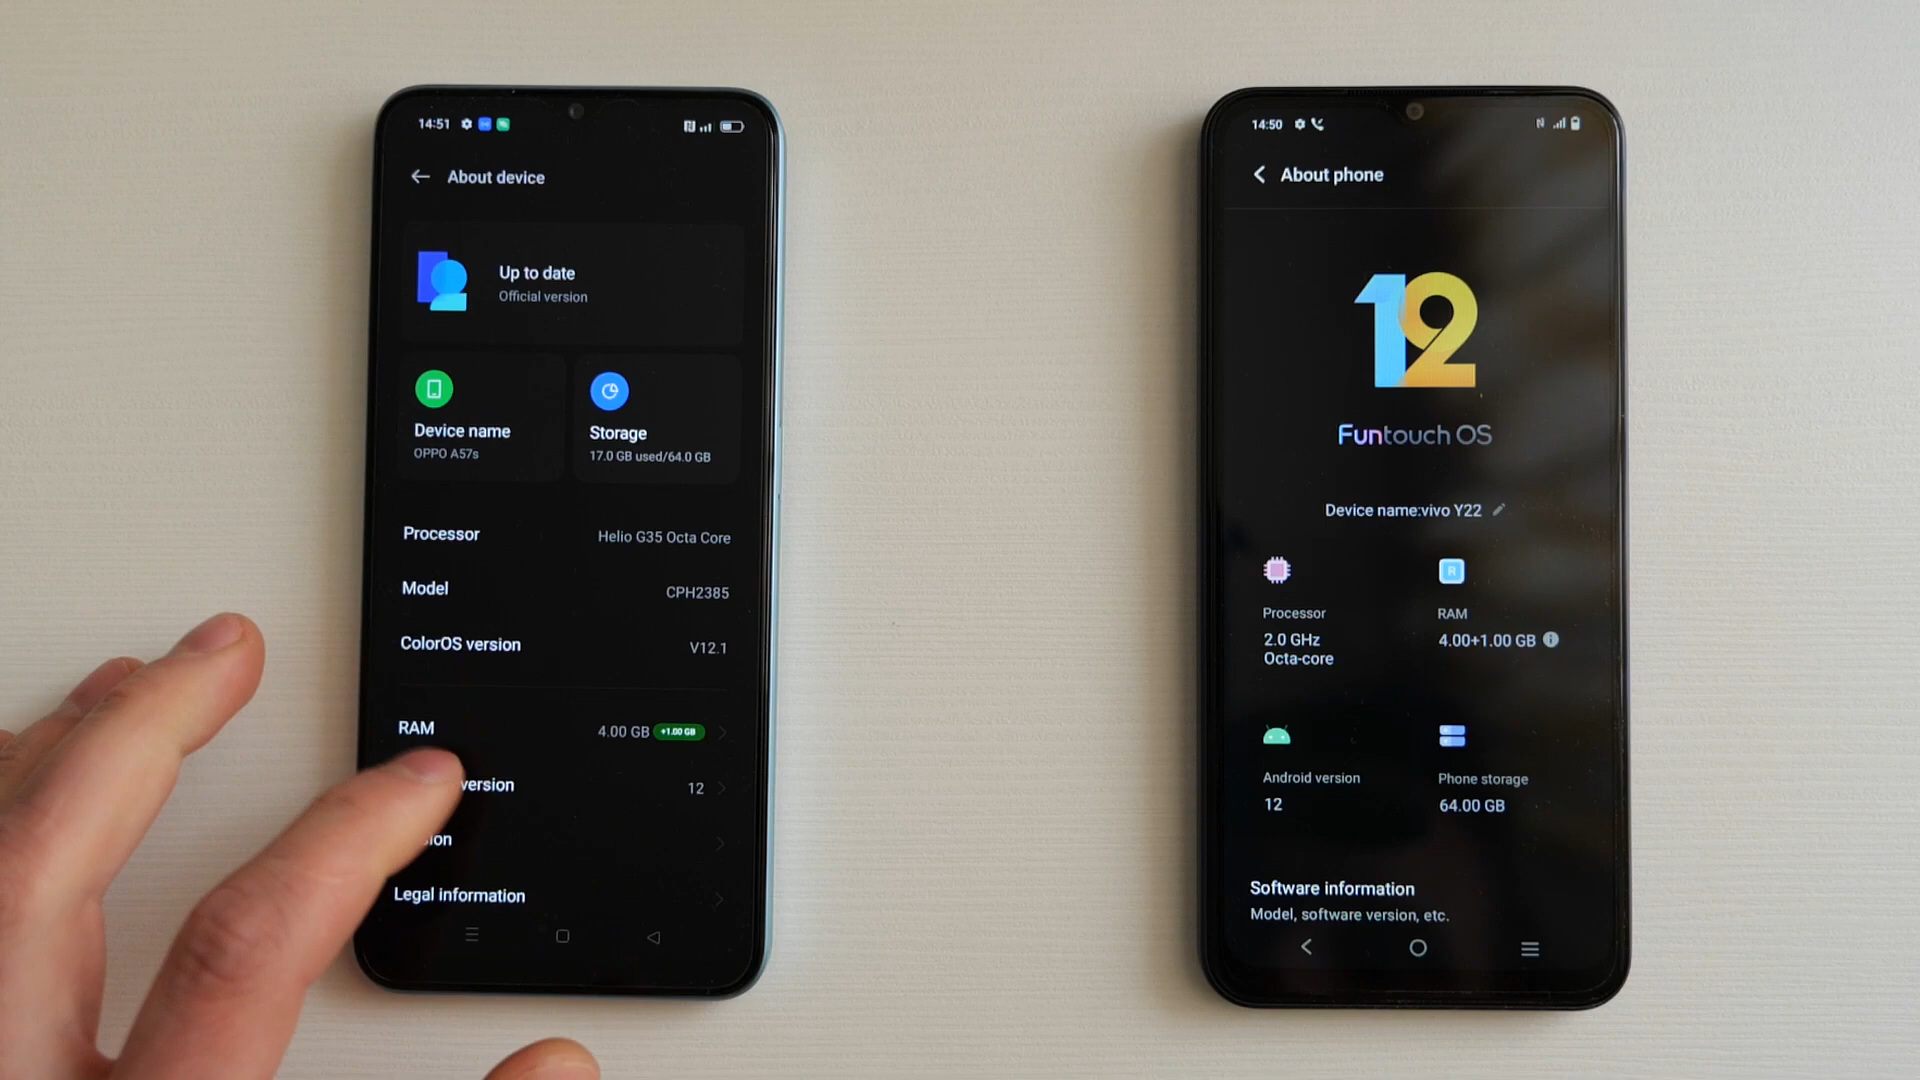 14:51
About device
Up to date
Official version
Device name
OPPO A57s
Storage
17.0 GB used/64.0 GB
Processor
Helio G35 Octa Core
Model
CPH2385
ColorOS version
V12.1
RAM
4.00 GB +1.00 GB
version
12
Legal information
14:50
About phone
12
Funtouch OS
Device name:vivo Y22
Processor
2.0 GHz
Octa-core
RAM
4.00+1.00 GB
Android version
12
Phone storage
64.00 GB
Software information
Model, software version, etc.